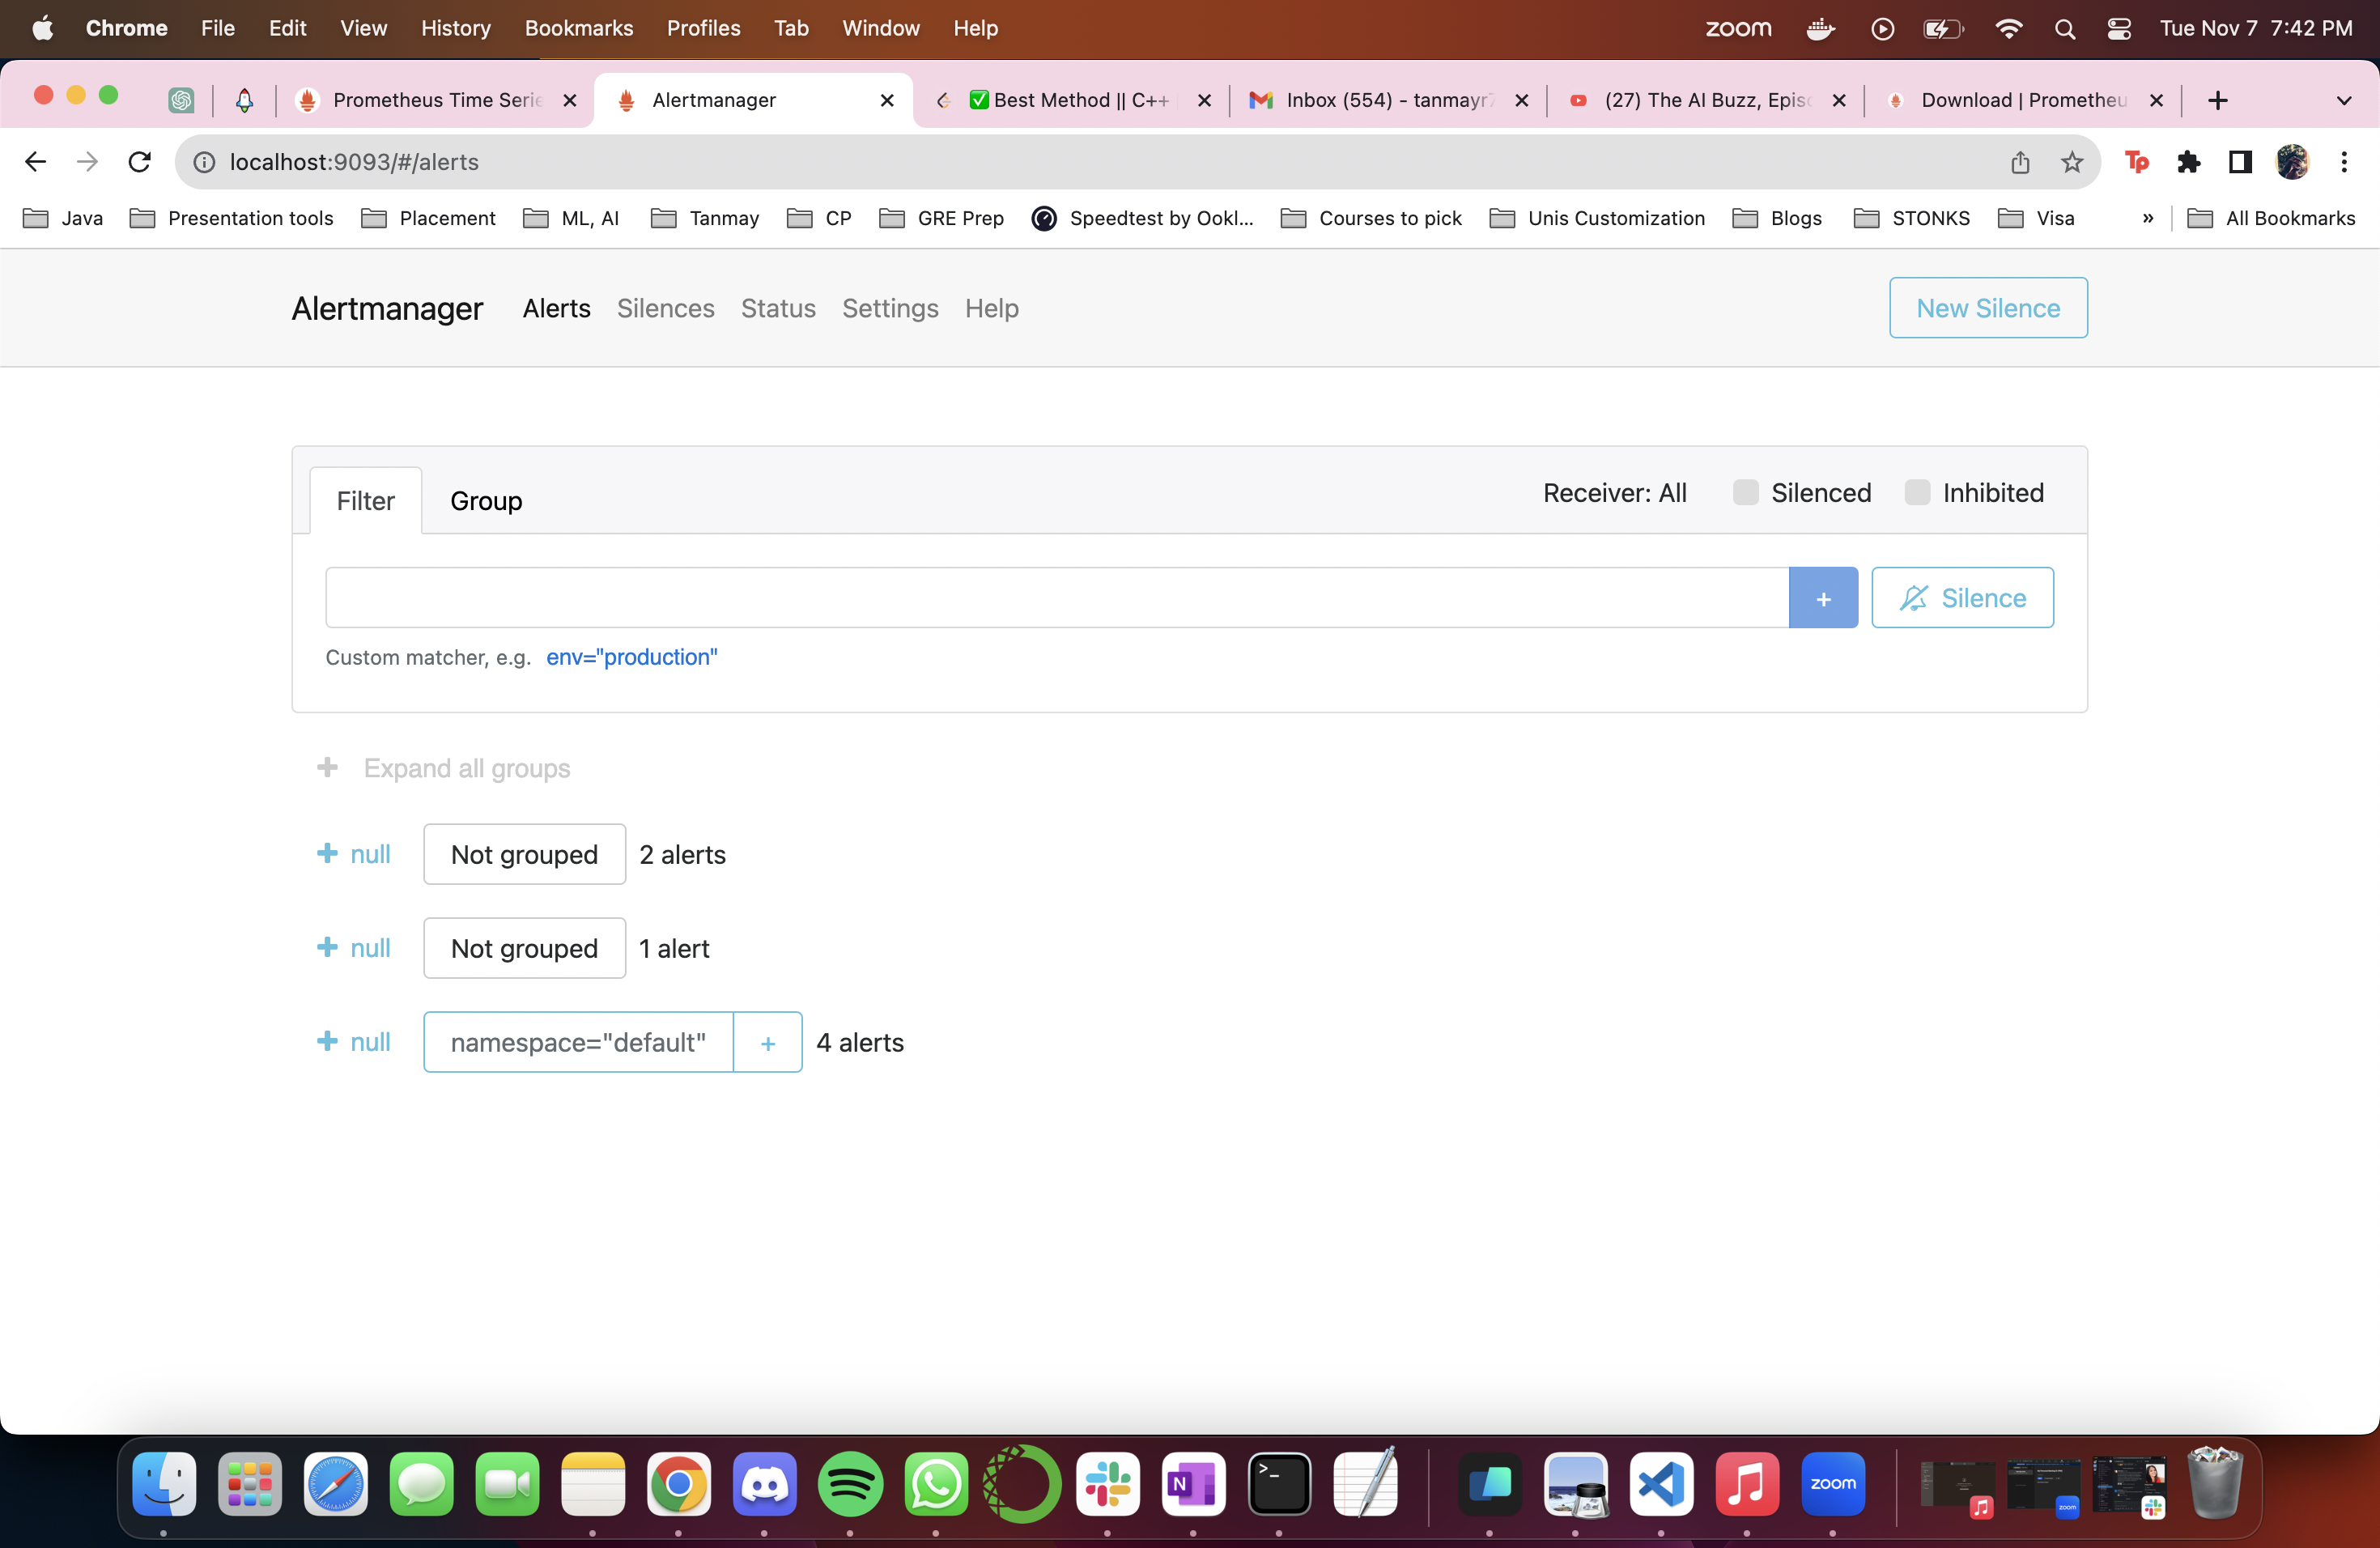 Chrome File Edit View History Bookmarks Profiles Tab Window Help zoom Tue Nov 7 7:42 PM
Prometheus Time Serie Alertmanager Best Method || C++ Inbox (554) - tanmayr7 (27) The AI Buzz, Episo Download | Prometheu
localhost:9093/#/alerts Tp
Java Presentation tools Placement ML, AI Tanmay CP GRE Prep Speedtest by Ookl... Courses to pick Unis Customization Blogs STONKS Visa » All Bookmarks
Alertmanager Alerts Silences Status Settings Help New Silence
Filter Group Receiver: All Silenced Inhibited
+ Silence
Custom matcher, e.g. env="production"
+ Expand all groups
+ null Not grouped 2 alerts
+ null Not grouped 1 alert
+ null namespace="default" + 4 alerts
N >_ zoom zoom